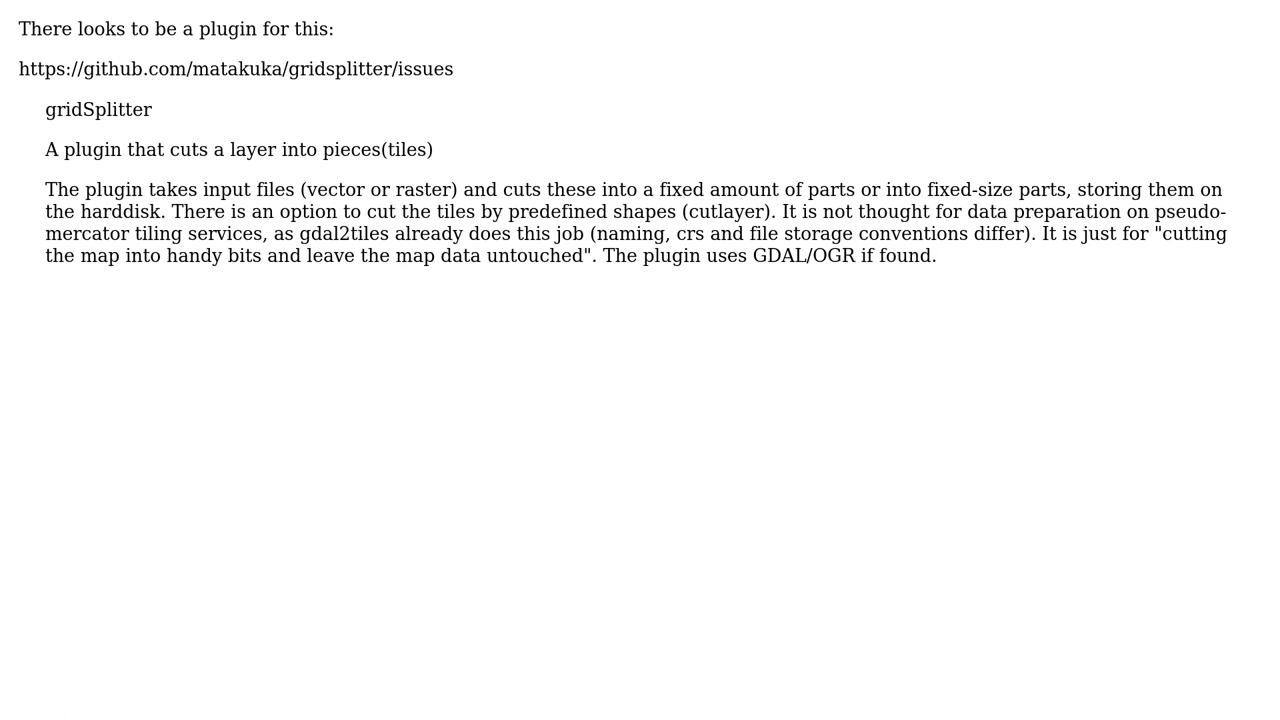 There looks to be a plugin for this:
https://github.com/matakuka/gridsplitter/issues
gridSplitter
A plugin that cuts a layer into pieces(tiles)
The plugin takes input files (vector or raster) and cuts these into a fixed amount of parts or into fixed-size parts, storing them on
the harddisk. There is an option to cut the tiles by predefined shapes (cutlayer). It is not thought for data preparation on pseudo-
mercator tiling services, as gdal2tiles already does this job (naming, crs and file storage conventions differ). It is just for "cutting
the map into handy bits and leave the map data untouched". The plugin uses GDAL/OGR if found.